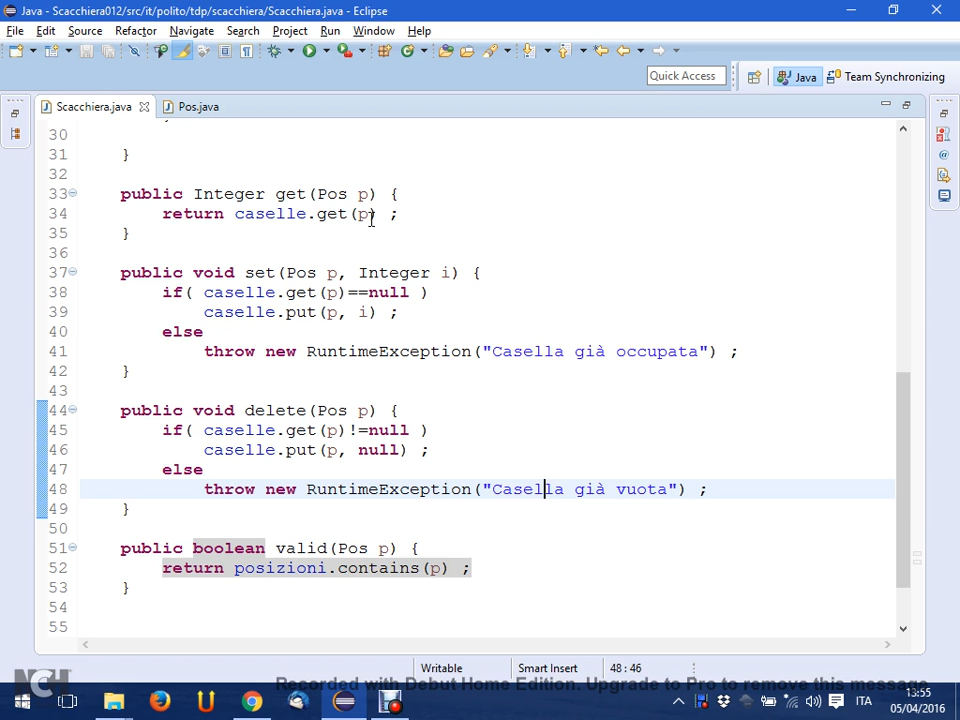 Java - Scacchiera012/src/it/polito/tdp/scacchiera/Scacchiera.java - Eclipse
File Edit Source Refactor Navigate Search Project Run Window Help
Quick Access Java Team Synchronizing
Scacchiera.java Pos.java
30
31 }
32
33 public Integer get(Pos p) {
34 return caselle.get(p) ;
35 }
36
37 public void set(Pos p, Integer i) {
38 if( caselle.get(p)==null )
39 caselle.put(p, i) ;
40 else
41 throw new RuntimeException("Casella già occupata") ;
42 }
43
44 public void delete(Pos p) {
45 if( caselle.get(p)!=null )
46 caselle.put(p, null) ;
47 else
48 throw new RuntimeException("Casella già vuota") ;
49 }
50
51 public boolean valid(Pos p) {
52 return posizioni.contains(p) ;
53 }
54
55
Writable Smart Insert 48 : 46
NCH Recorded with Debut Home Edition. Upgrade to Pro to remove this message
ITA 13:55
05/04/2016